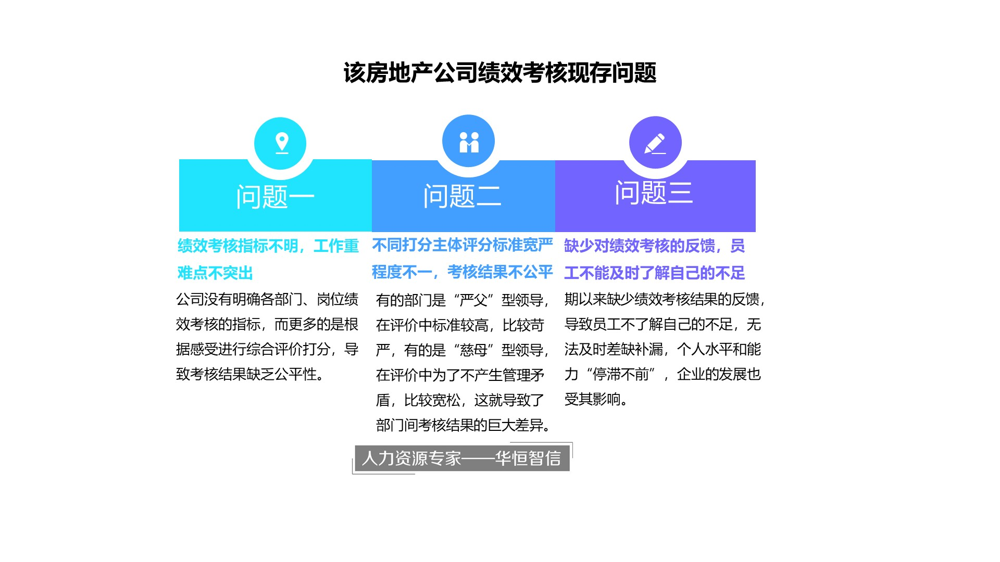 该房地产公司绩效考核现存问题
问题一
绩效考核指标不明，工作重
难点不突出
公司没有明确各部门、岗位绩
效考核的指标，而更多的是根
据感受进行综合评价打分，导
致考核结果缺乏公平性。
问题二
不同打分主体评分标准宽严
程度不一，考核结果不公平
有的部门是“严父”型领导，
在评价中标准较高，比较苛
严，有的是“慈母”型领导，
在评价中为了不产生管理矛
盾，比较宽松，这就导致了
部门间考核结果的巨大差异。
问题三
缺少对绩效考核的反馈，员
工不能及时了解自己的不足
期以来缺少绩效考核结果的反馈，
导致员工不了解自己的不足，无
法及时差缺补漏，个人水平和能
力“停滞不前”，企业的发展也
受其影响。
人力资源专家——华恒智信